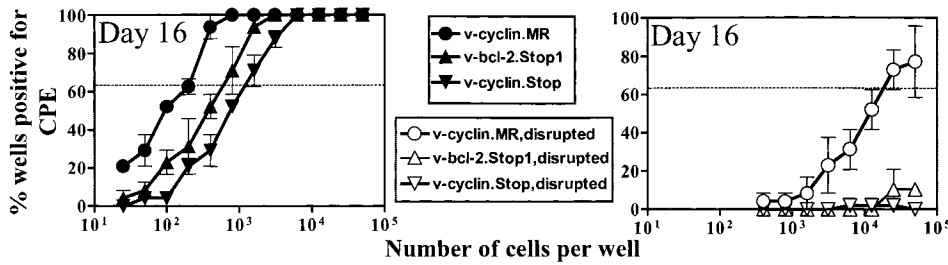 % wells positive for CPE
100
80
60
40
20
0
Day 16
10¹ 10² 10³ 10⁴ 10⁵
v-cyclin.MR
v-bcl-2.Stop1
v-cyclin.Stop
v-cyclin.MR,disrupted
v-bcl-2.Stop1,disrupted
v-cyclin.Stop,disrupted
100
80
60
40
20
0
Day 16
10¹ 10² 10³ 10⁴ 10⁵
Number of cells per well